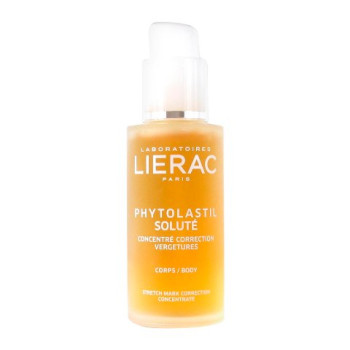 LABORATOIRES
LIERAC
PARIS
PHYTOLASTIL
SOLUTÉ
CONCENTRÉ CORRECTION
VERGETURES
CORPS / BODY
STRETCH MARK CORRECTION
CONCENTRATE